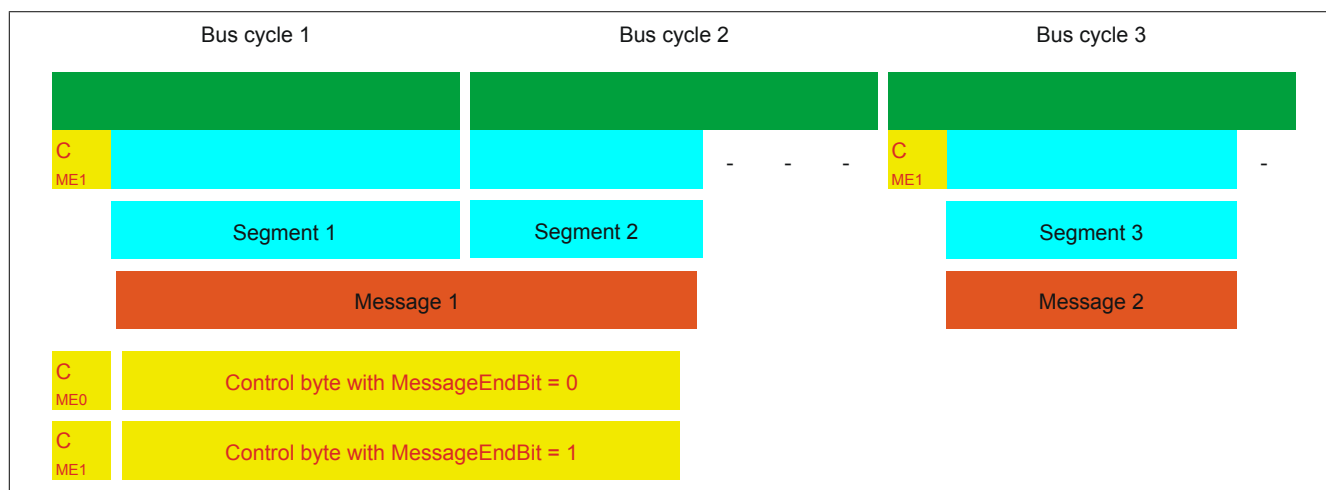 Bus cycle 1 Bus cycle 2 Bus cycle 3
C - - - C -
ME1 ME1
Segment 1 Segment 2 Segment 3
Message 1 Message 2
C
ME0 Control byte with MessageEndBit = 0
C
ME1 Control byte with MessageEndBit = 1